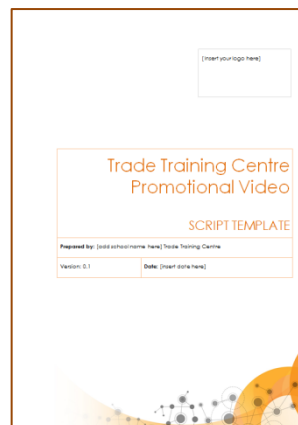 [Insert your logo here]
Trade Training Centre
Promotional Video
SCRIPT TEMPLATE
Prepared by: [add school name here] Trade Training Centre
Version: 0.1
Date: [Insert date here]